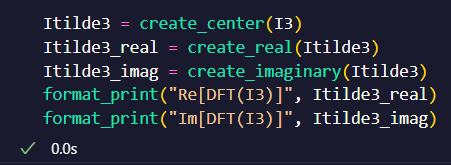 Itilde3 = create_center(I3)
Itilde3_real = create_real(Itilde3)
Itilde3_imag = create_imaginary(Itilde3)
format_print("Re[DFT(I3)]", Itilde3_real)
format_print("Im[DFT(I3)]", Itilde3_imag)
0.0s